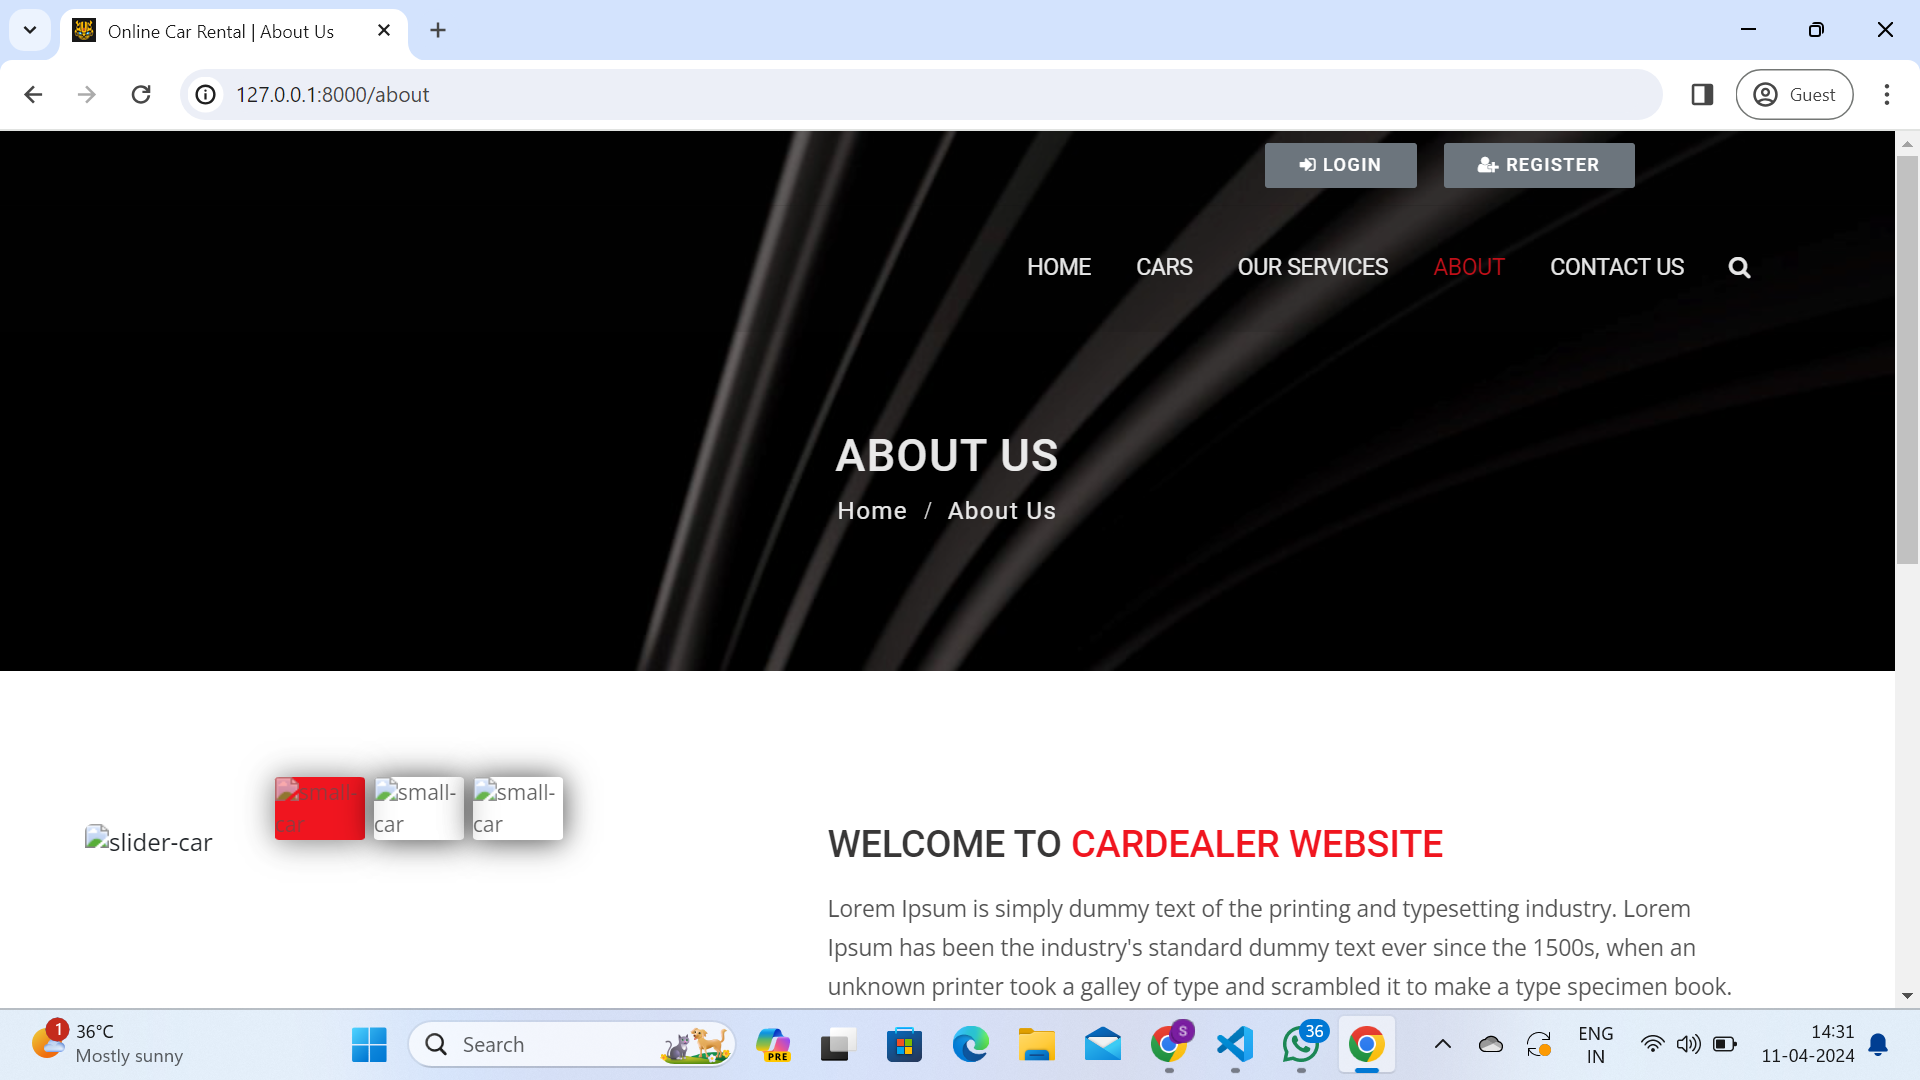 Online Car Rental | About Us
127.0.0.1:8000/about
Guest
LOGIN
REGISTER
HOME
CARS
OUR SERVICES
ABOUT
CONTACT US
ABOUT US
Home / About Us
small-
car
small-
car
small-
car
slider-car
WELCOME TO CARDEALER WEBSITE
Lorem Ipsum is simply dummy text of the printing and typesetting industry. Lorem
Ipsum has been the industry's standard dummy text ever since the 1500s, when an
unknown printer took a galley of type and scrambled it to make a type specimen book.
1
36°C
Mostly sunny
Search
PRE
S
36
ENG
IN
14:31
11-04-2024